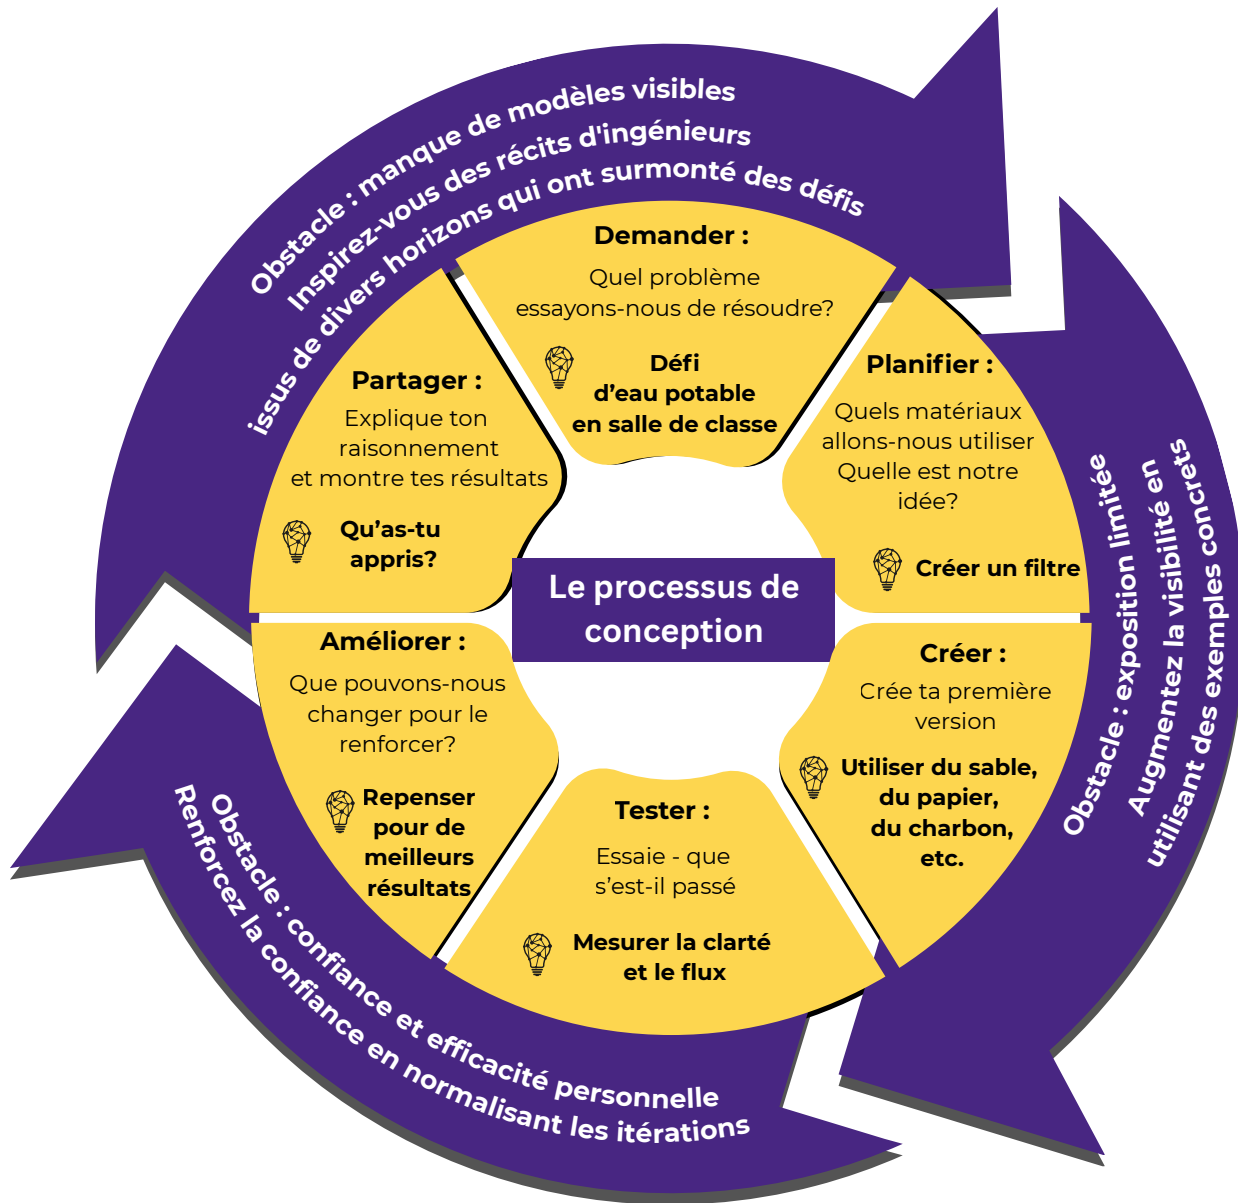 Obstacle : manque de modèles visibles
Inspirez-vous des récits d'ingénieurs
issus de divers horizons qui ont surmonté des défis
Demander :
Quel problème
essayons-nous de résoudre?
Défi
d'eau potable
en salle de classe
Planifier :
Quels matériaux
allons-nous utiliser
Quelle est notre
idée?
Créer un filtre
Obstacle : exposition limitée
Augmentez la visibilité en
utilisant des exemples concrets
Créer :
Crée ta première
version
Utiliser du sable,
du papier,
du charbon,
etc.
Tester :
Essaie - que
s'est-il passé
Mesurer la clarté
et le flux
Obstacle : confiance et efficacité personnelle
Renforcez la confiance en normalisant les itérations
Améliorer :
Que pouvons-nous
changer pour le
renforcer?
Repenser
pour de
meilleurs
résultats
Partager :
Explique ton
raisonnement
et montre tes résultats
Qu'as-tu
appris?
Le processus de
conception